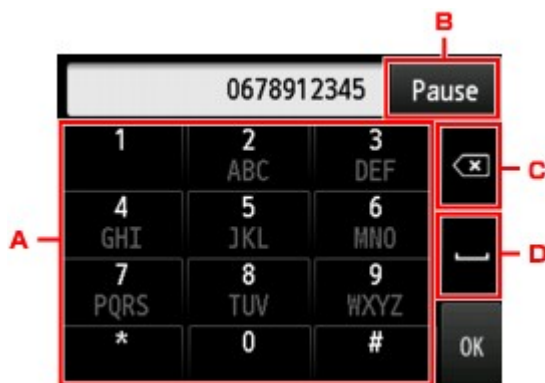 B
0678912345 Pause
1 2 3
ABC DEF
C
4 5 6
A GHI JKL MNO
D
7 8 9
PQRS TUV WXYZ
* 0 # OK